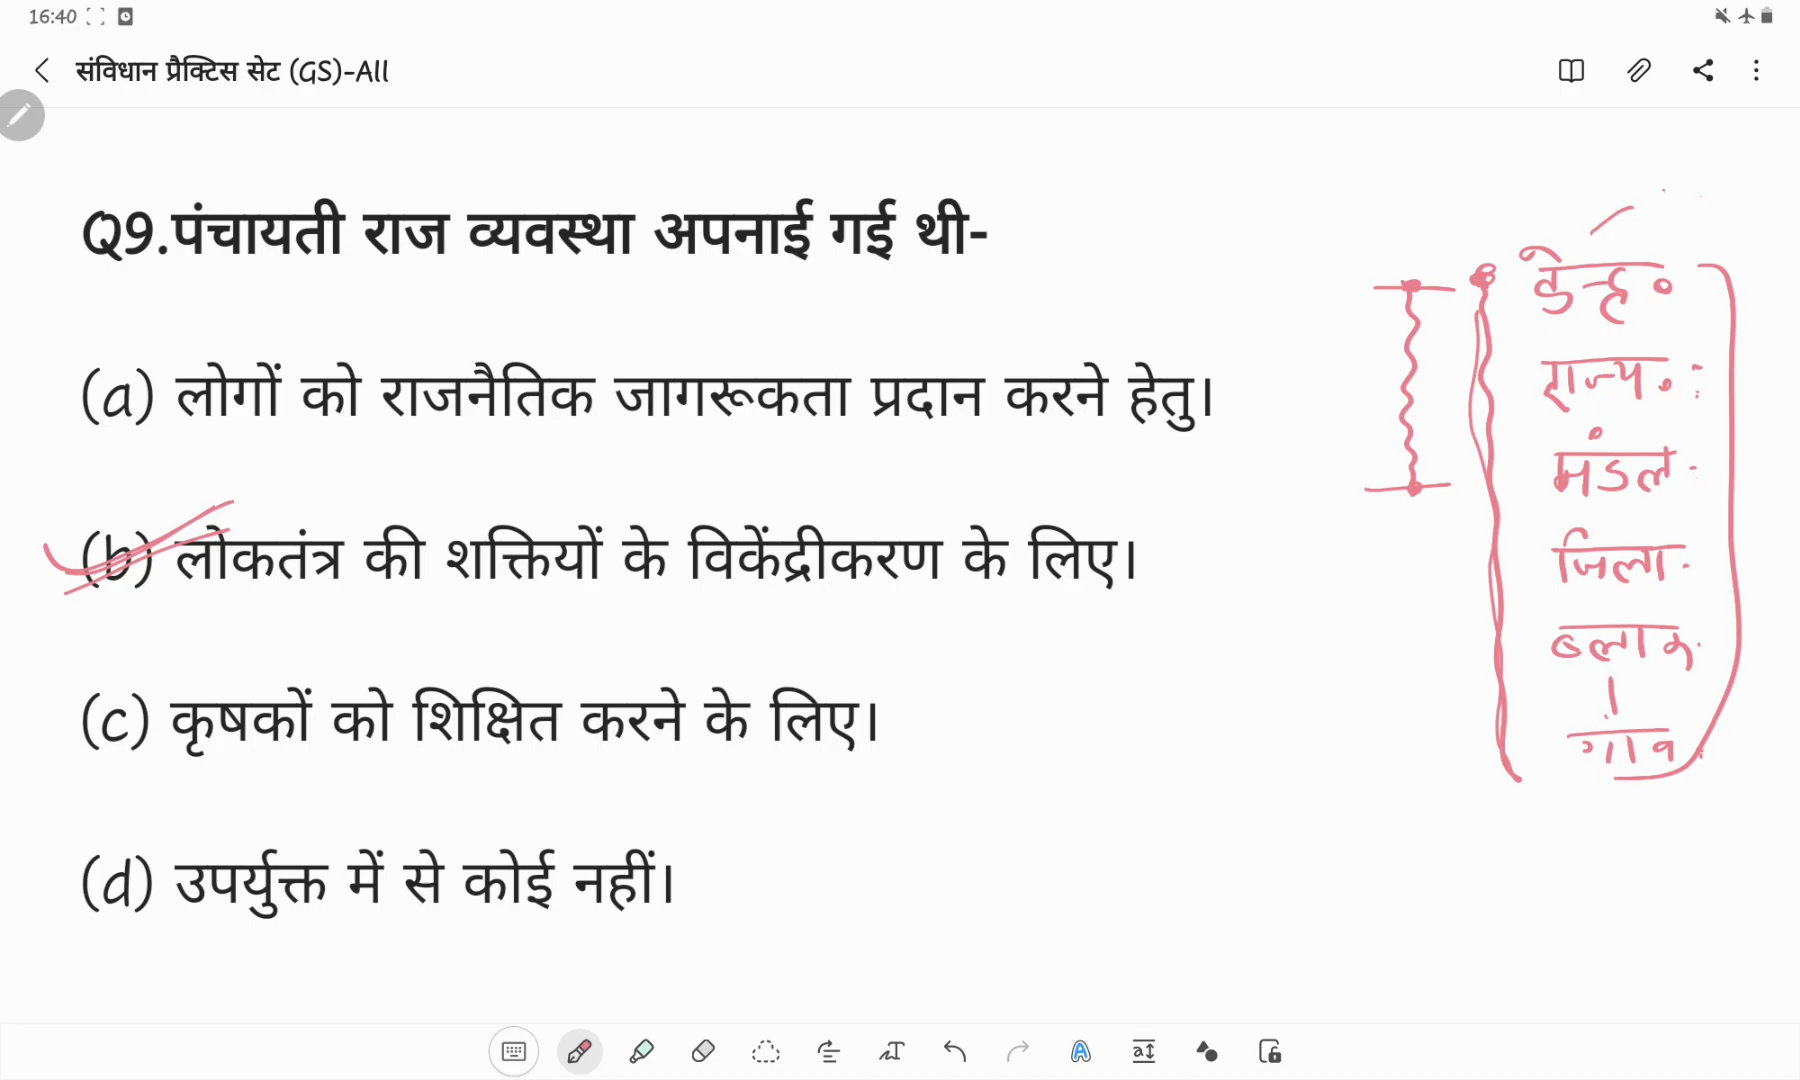 16:40
संविधान प्रैक्टिस सेट (GS)-All
Q9.पंचायती राज व्यवस्था अपनाई गई थी-
(a) लोगों को राजनैतिक जागरूकता प्रदान करने हेतु।
(b) लोकतंत्र की शक्तियों के विकेंद्रीकरण के लिए।
(c) कृषकों को शिक्षित करने के लिए।
(d) उपर्युक्त में से कोई नहीं।
राज्य
मंडल
जिला
ब्लाक
गांव